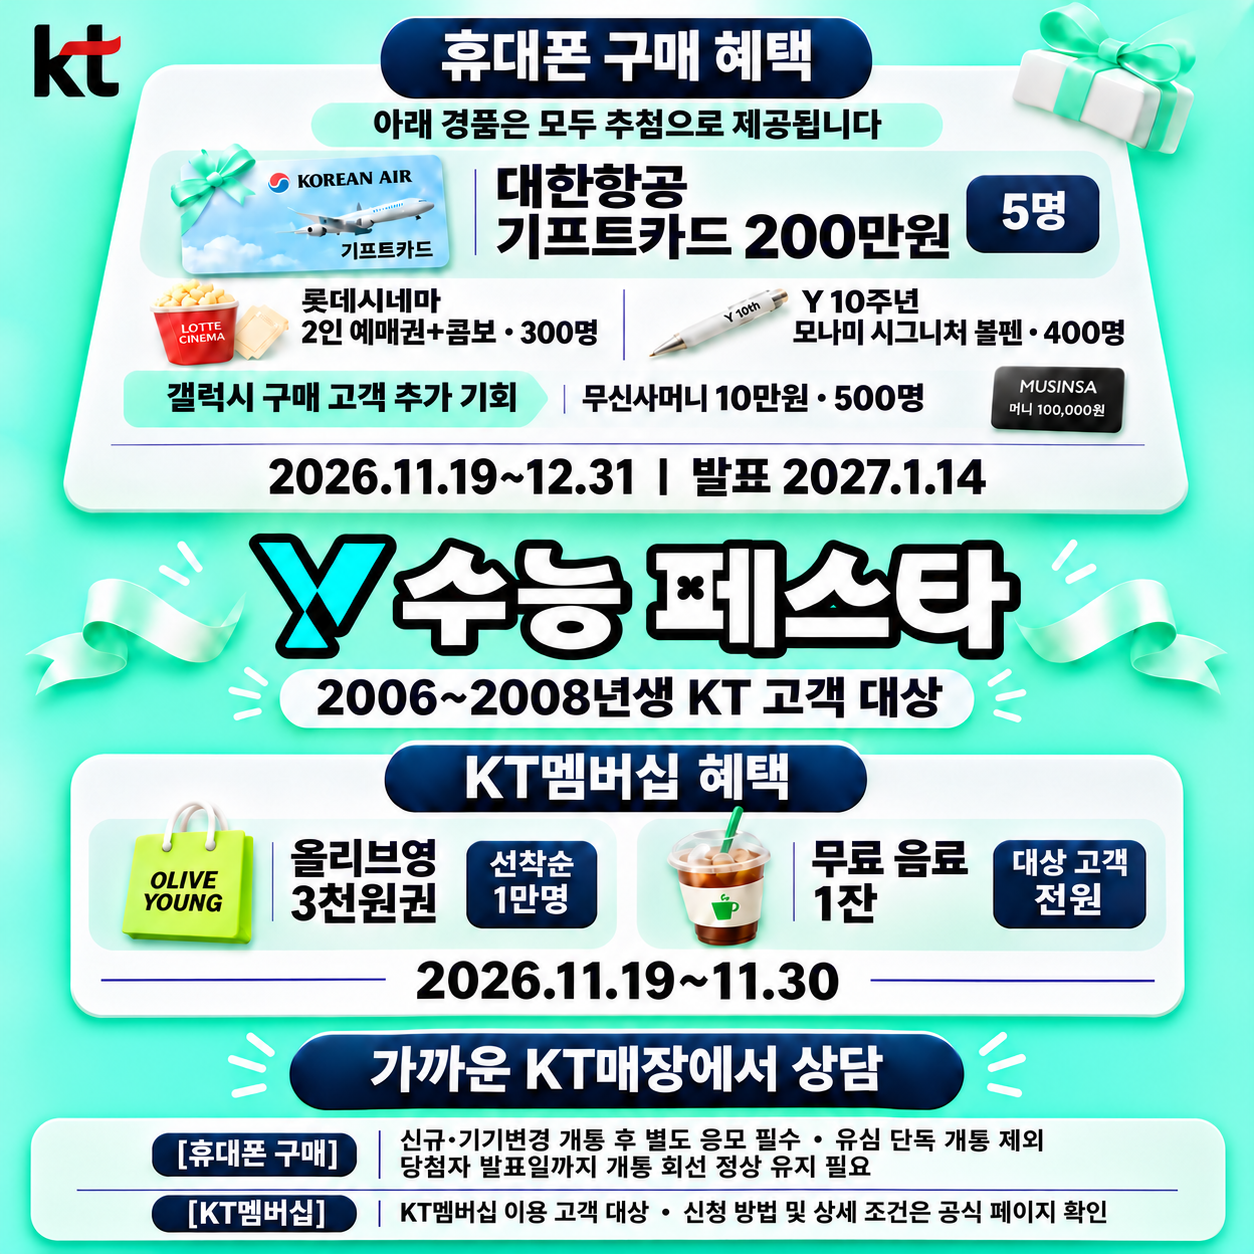 kt
휴대폰 구매 혜택
아래 경품은 모두 추첨으로 제공됩니다
KOREAN AIR
기프트카드
대한항공
기프트카드 200만원
5명
LOTTE
CINEMA
롯데시네마
2인 예매권+콤보 • 300명
Y 10th
Y 10주년
모나미 시그니처 볼펜 • 400명
갤럭시 구매 고객 추가 기회
무신사머니 10만원 • 500명
MUSINSA
머니 100,000원
2026.11.19~12.31 | 발표 2027.1.14
Y 수능 페스타
2006~2008년생 KT 고객 대상
KT멤버십 혜택
OLIVE
YOUNG
올리브영
3천원권
선착순
1만명
무료 음료
1잔
대상 고객
전원
2026.11.19~11.30
가까운 KT매장에서 상담
[휴대폰 구매]
신규•기기변경 개통 후 별도 응모 필수 • 유심 단독 개통 제외
당첨자 발표일까지 개통 회선 정상 유지 필요
[KT멤버십]
KT멤버십 이용 고객 대상 • 신청 방법 및 상세 조건은 공식 페이지 확인